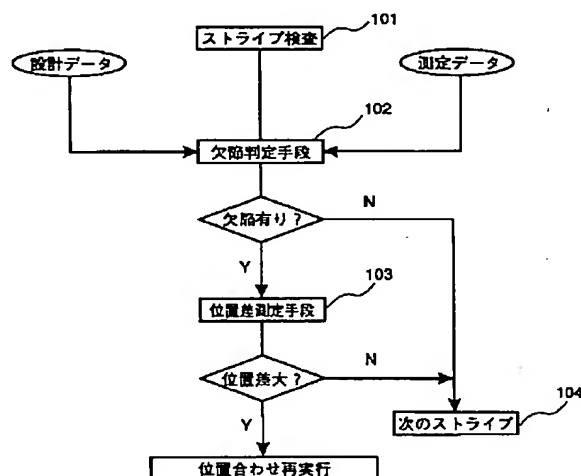 101
ストライプ検査
設計データ
測定データ
102
欠陥判定手段
欠陥有り?
N
Y
103
位置差測定手段
位置差大?
N
104
次のストライプ
Y
位置合わせ再実行